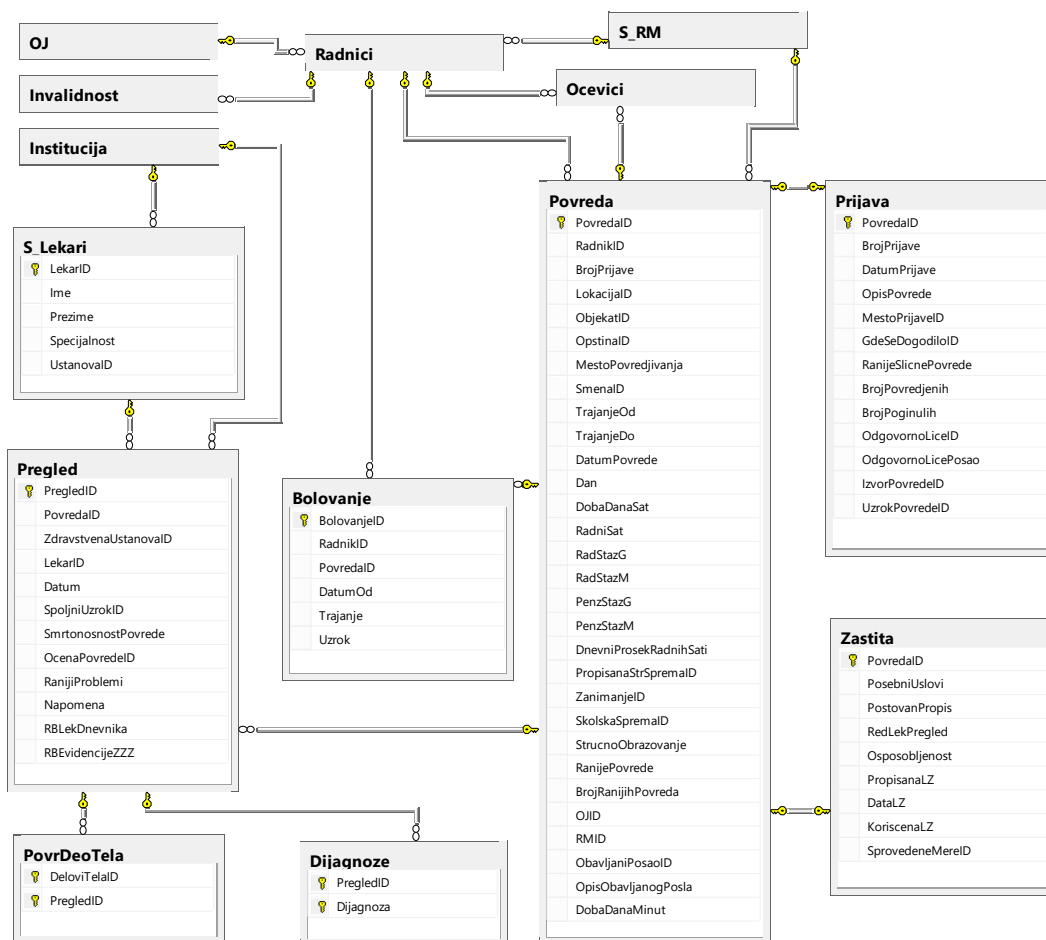 OJ
Radnici
S_RM
Invalidnost
Ocevici
Institucija
S_Lekari
LekarID
Ime
Prezime
Specijalnost
UstanovaID
Pregled
PregledID
PovredaID
ZdravstvenaUstanovaID
LekarID
Datum
SpoljniUzrokID
SmrtonosnostPovrede
OcenaPovredeID
RanijiProblemi
Napomena
RBLekDnevnika
RBEvidencijeZZZ
PovrDeoTela
DeloviTelaID
PregledID
Dijagnoze
PregledID
Dijagnoza
Bolovanje
BolovanjeID
RadnikID
PovredaID
DatumOd
Trajanje
Uzrok
Povreda
PovredaID
RadnikID
BrojPrijave
LokacijaID
ObjekatID
OpstinaID
MestoPovredjivanja
SmenaID
TrajanjeOd
TrajanjeDo
DatumPovrede
Dan
DobaDanaSat
RadniSat
RadStazG
RadStazM
PenzStazG
PenzStazM
DnevniProsekRadnihSati
PropisanaStrSpremaID
ZanimanjeID
SkolskaSpremaID
StrucnoObrazovanje
RanijePovrede
BrojRanijihPovreda
OJID
RMID
ObavljaniPosaoID
OpisObavljanogPosla
DobaDanaMinut
Prijava
PovredaID
BrojPrijave
DatumPrijave
OpisPovrede
MestoPrijaveID
GdeSeDogodiloID
RanijeSlicnePovrede
BrojPovredjenih
BrojPoginulih
OdgovornoLiceID
OdgovornoLicePosao
IzvorPovredeID
UzrokPovredeID
Zastita
PovredaID
PosebniUslovi
PostovanPropis
RedLekPregled
Osposobljenost
PropisanaLZ
DataLZ
KoriscenaLZ
SprovedeneMereID